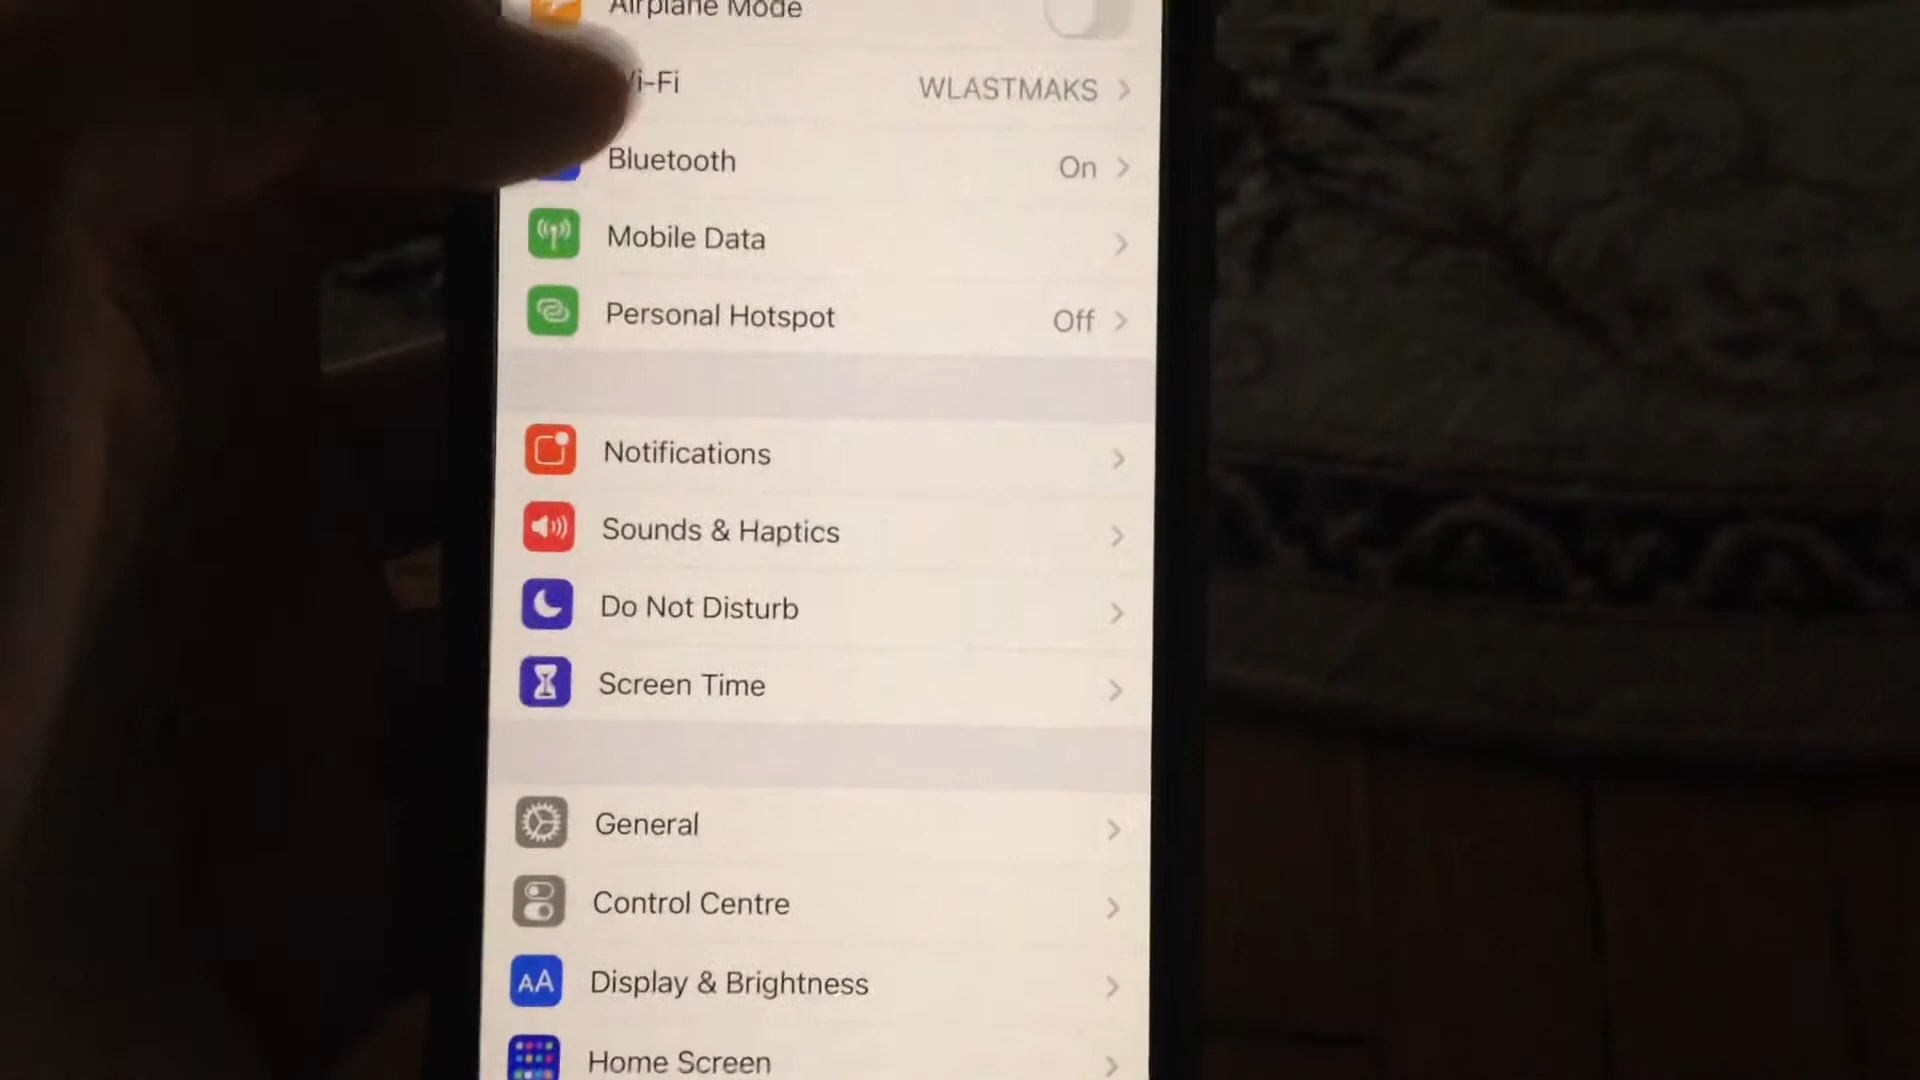 Airplane Mode
Wi-Fi WLASTMAKS
Bluetooth On
Mobile Data
Personal Hotspot Off
Notifications
Sounds & Haptics
Do Not Disturb
Screen Time
General
Control Centre
AA Display & Brightness
Home Screen